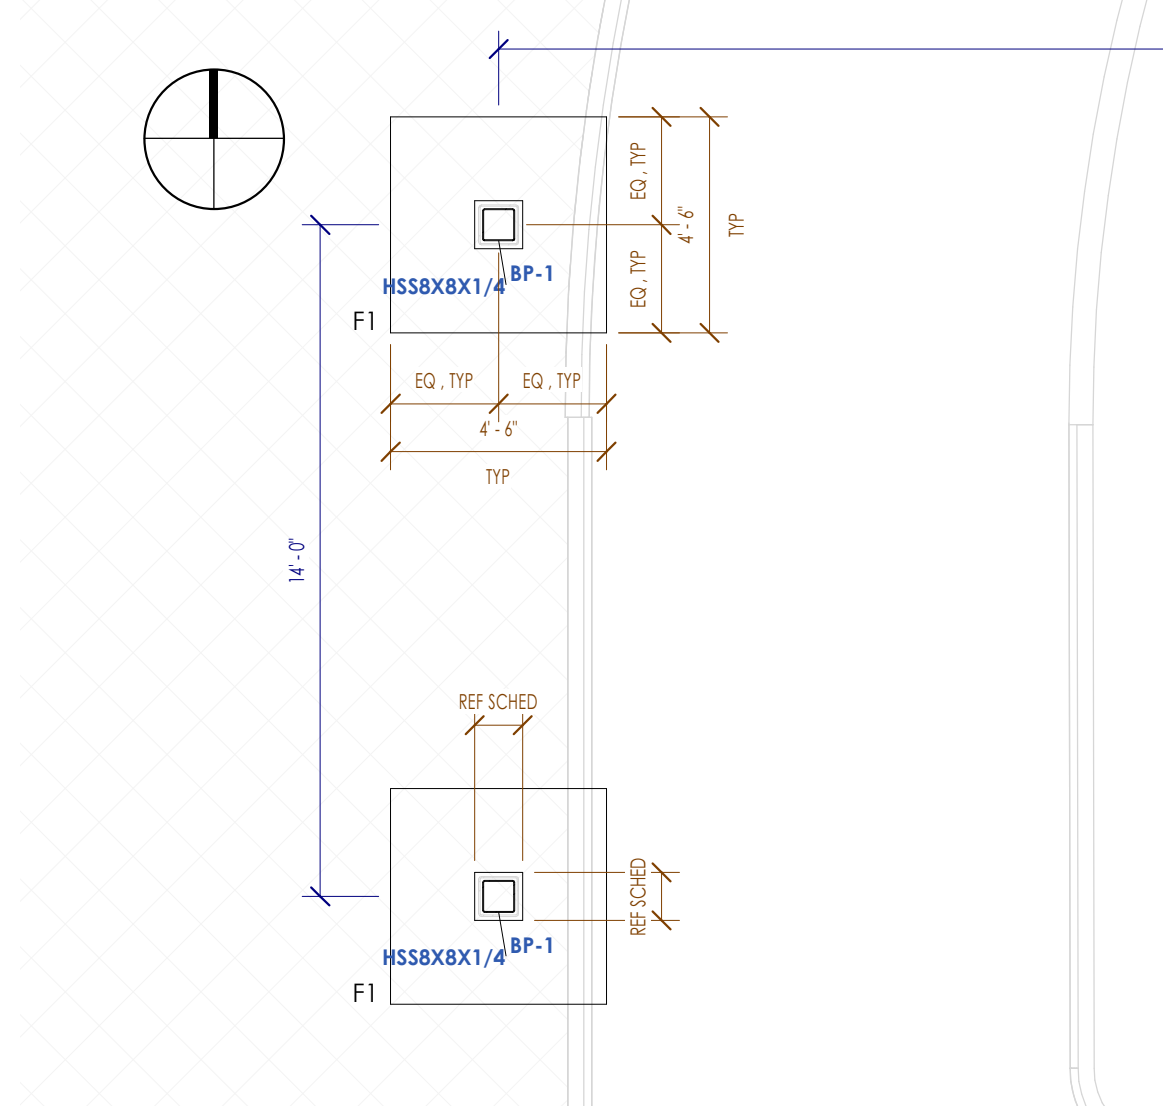 EQ , TYP
4' - 6"
TYP
EQ , TYP
BP-1
HSS8X8X1/4
F1
EQ , TYP
EQ , TYP
4' - 6"
TYP
14' - 0"
REF SCHED
REF SCHED
BP-1
HSS8X8X1/4
F1